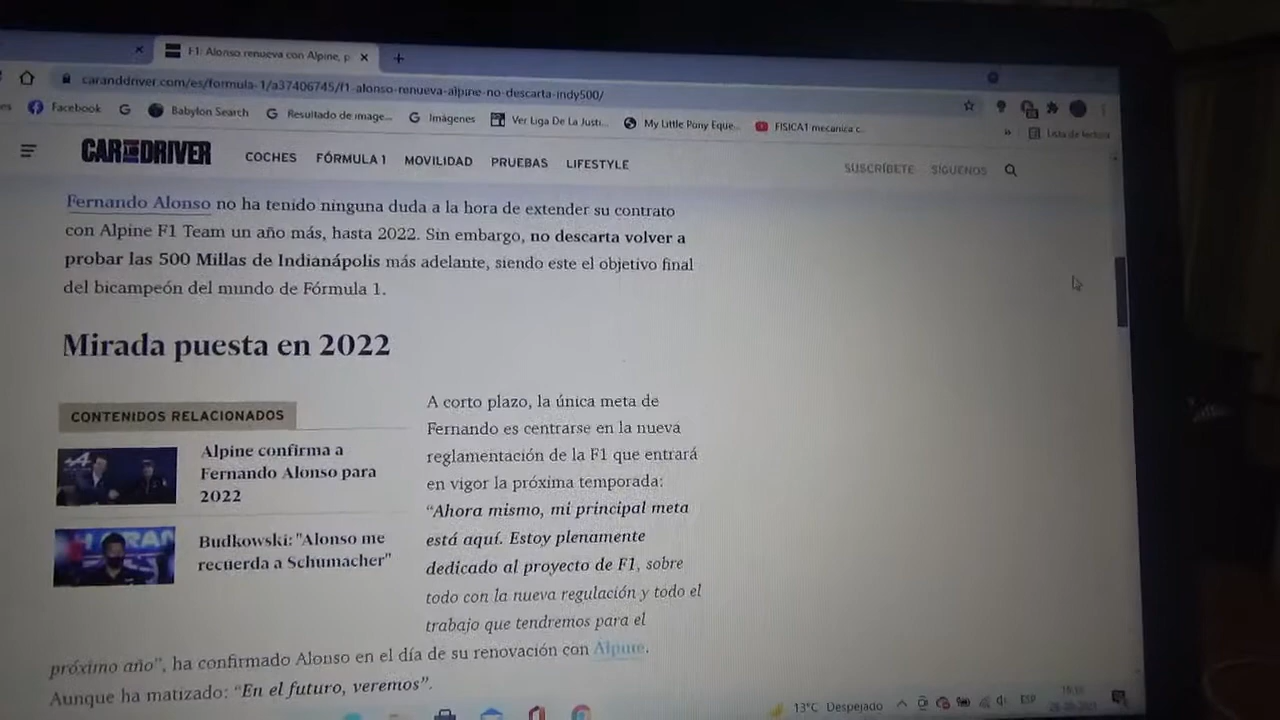 F1: Alonso renueva con Alpine, p
caranddriver.com/es/formula-1/a37406745/f1-alonso-renueva-alpine-no-descarta-indy500/
Facebook
Babylon Search
Resultado de image...
Imágenes
Ver Liga De La Justi...
My Little Pony Eque...
FISICA1 mecanica c...
Lista de lectura
CAR AND DRIVER
COCHES FÓRMULA 1 MOVILIDAD PRUEBAS LIFESTYLE
SUSCRÍBETE SÍGUENOS
Fernando Alonso no ha tenido ninguna duda a la hora de extender su contrato
con Alpine F1 Team un año más, hasta 2022. Sin embargo, no descarta volver a
probar las 500 Millas de Indianápolis más adelante, siendo este el objetivo final
del bicampeón del mundo de Fórmula 1.
Mirada puesta en 2022
CONTENIDOS RELACIONADOS
Alpine confirma a
Fernando Alonso para
2022
Budkowski: "Alonso me
recuerda a Schumacher"
A corto plazo, la única meta de
Fernando es centrarse en la nueva
reglamentación de la F1 que entrará
en vigor la próxima temporada:
“Ahora mismo, mi principal meta
está aquí. Estoy plenamente
dedicado al proyecto de F1, sobre
todo con la nueva regulación y todo el
trabajo que tendremos para el
próximo año”, ha confirmado Alonso en el día de su renovación con Alpine.
Aunque ha matizado: “En el futuro, veremos”.
13°C Despejado
ESP